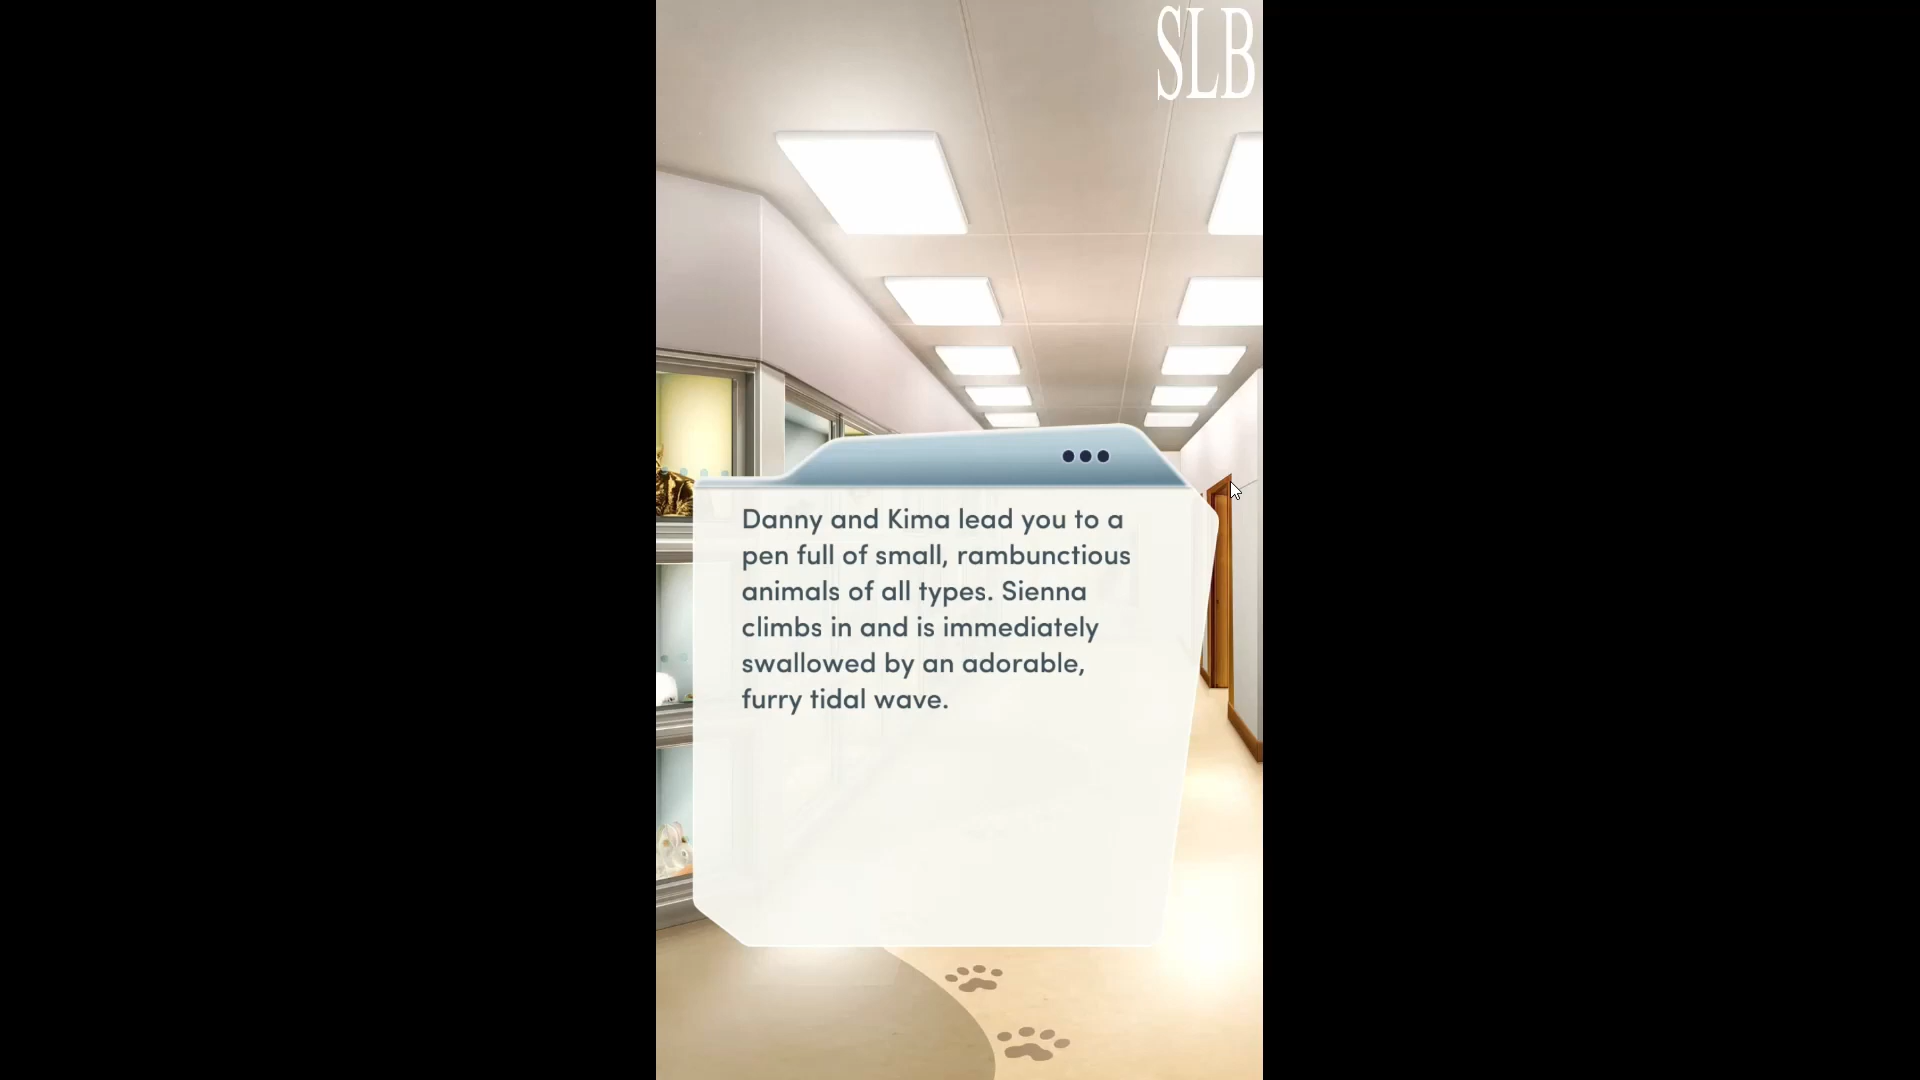 SLB
Danny and Kima lead you to a
pen full of small, rambunctious
animals of all types. Sienna
climbs in and is immediately
swallowed by an adorable,
furry tidal wave.